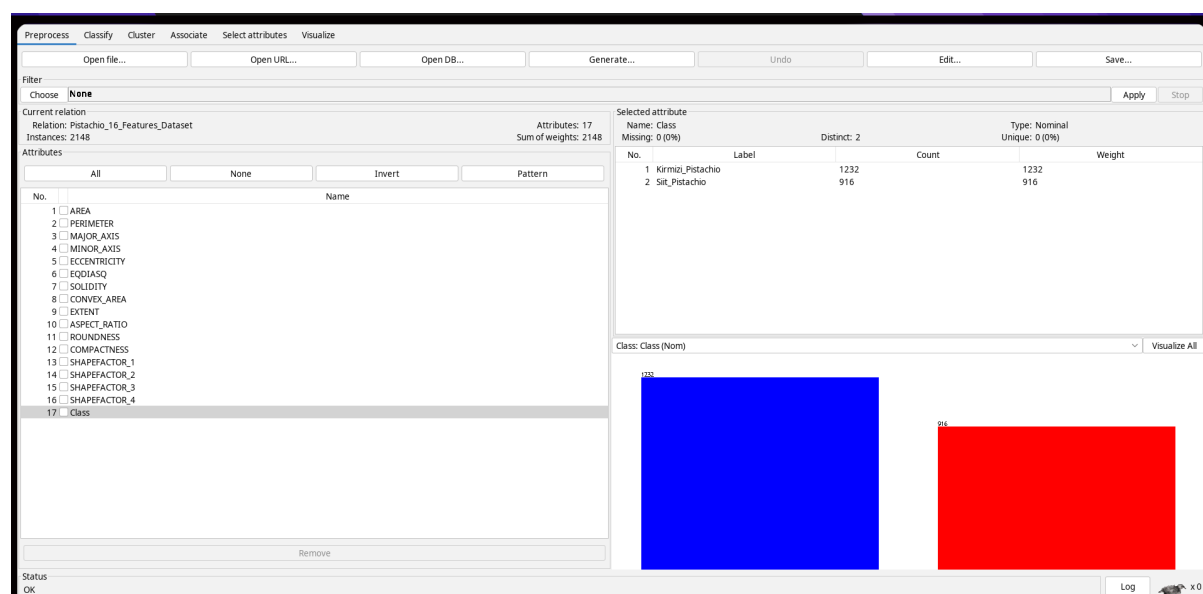 Preprocess Classify Cluster Associate Select attributes Visualize
Open file... Open URL... Open DB... Generate... Undo Edit... Save...
Filter
Choose None Apply Stop
Current relation
Relation: Pistachio_16_Features_Dataset Attributes: 17
Instances: 2148 Sum of weights: 2148
Attributes
All None Invert Pattern
No. Name
1 AREA
2 PERIMETER
3 MAJOR_AXIS
4 MINOR_AXIS
5 ECCENTRICITY
6 EQDIASQ
7 SOLIDITY
8 CONVEX_AREA
9 EXTENT
10 ASPECT_RATIO
11 ROUNDNESS
12 COMPACTNESS
13 SHAPEFACTOR_1
14 SHAPEFACTOR_2
15 SHAPEFACTOR_3
16 SHAPEFACTOR_4
17 Class
Remove
Selected attribute
Name: Class Type: Nominal
Missing: 0 (0%) Distinct: 2 Unique: 0 (0%)
No. Label Count Weight
1 Kirmizi_Pistachio 1232 1232
2 Siit_Pistachio 916 916
Class: Class (Nom) Visualize All
1232
916
Status
OK Log x 0